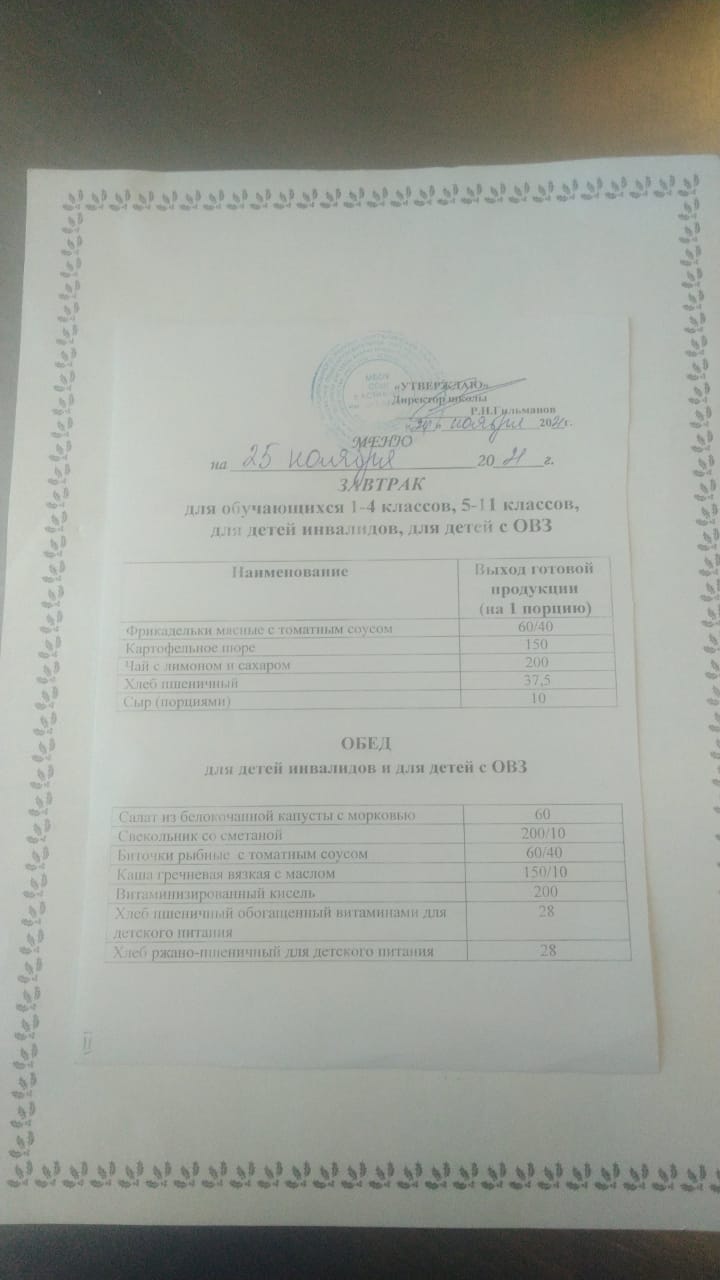 МБОУ
«УТВЕРЖДАЮ»
Директор школы
Р.И.Гильманов
ноября 2021г.
МЕНЮ
на 25 ноября 2021 г.
ЗАВТРАК
для обучающихся 1-4 классов, 5-11 классов,
для детей инвалидов, для детей с ОВЗ
Наименование Выход готовой
продукции
(на 1 порцию)
Фрикадельки мясные с томатным соусом 60/40
Картофельное пюре 150
Чай с лимоном и сахаром 200
Хлеб пшеничный 37,5
Сыр (порциями) 10
ОБЕД
для детей инвалидов и для детей с ОВЗ
Салат из белокочанной капусты с морковью 60
Свекольник со сметаной 200/10
Биточки рыбные с томатным соусом 60/40
Каша гречневая вязкая с маслом 150/10
Витаминизированный кисель 200
Хлеб пшеничный обогащенный витаминами для 28
детского питания
Хлеб ржано-пшеничный для детского питания 28